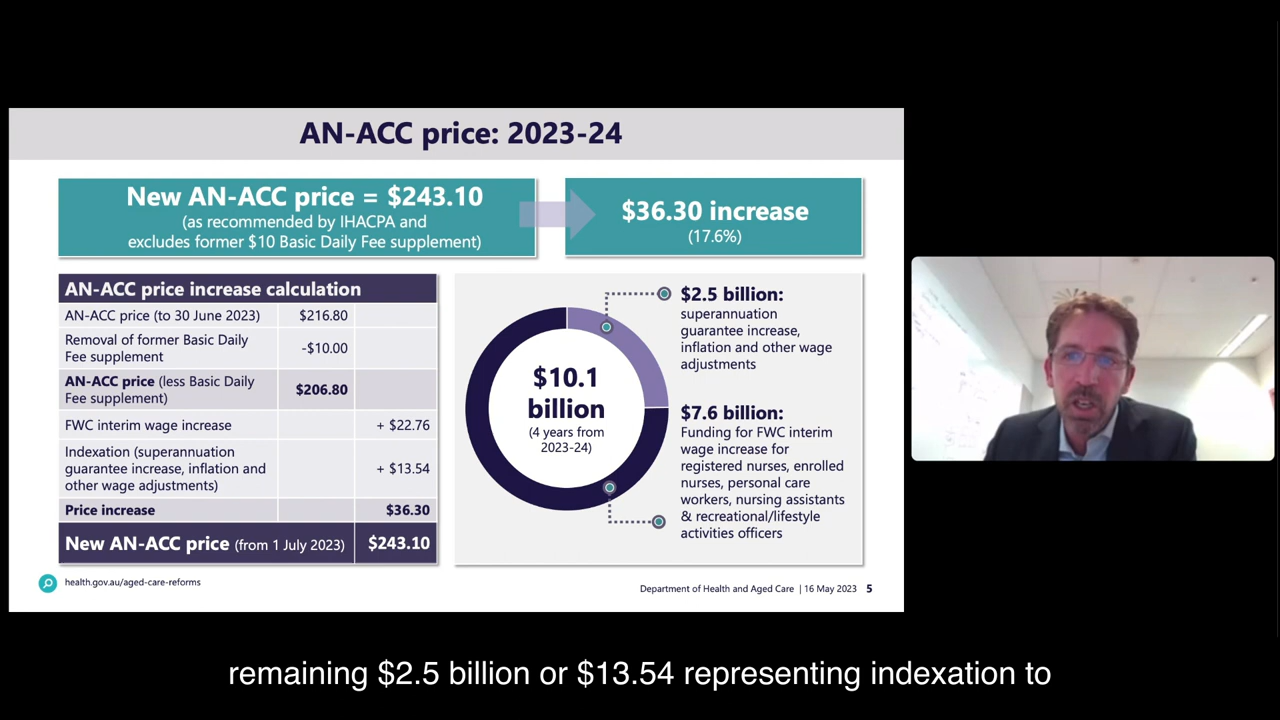 AN-ACC price: 2023-24
New AN-ACC price = $243.10
(as recommended by IHACPA and
excludes former $10 Basic Daily Fee supplement)
$36.30 increase
(17.6%)
AN-ACC price increase calculation
AN-ACC price (to 30 June 2023) $216.80
Removal of former Basic Daily
Fee supplement -$10.00
AN-ACC price (less Basic Daily
Fee supplement) $206.80
FWC interim wage increase + $22.76
Indexation (superannuation
guarantee increase, inflation and
other wage adjustments) + $13.54
Price increase $36.30
New AN-ACC price (from 1 July 2023) $243.10
$10.1
billion
(4 years from
2023-24)
$2.5 billion:
superannuation
guarantee increase,
inflation and other wage
adjustments
$7.6 billion:
Funding for FWC interim
wage increase for
registered nurses, enrolled
nurses, personal care
workers, nursing assistants
& recreational/lifestyle
activities officers
health.gov.au/aged-care-reforms
Department of Health and Aged Care | 16 May 2023 5
remaining $2.5 billion or $13.54 representing indexation to